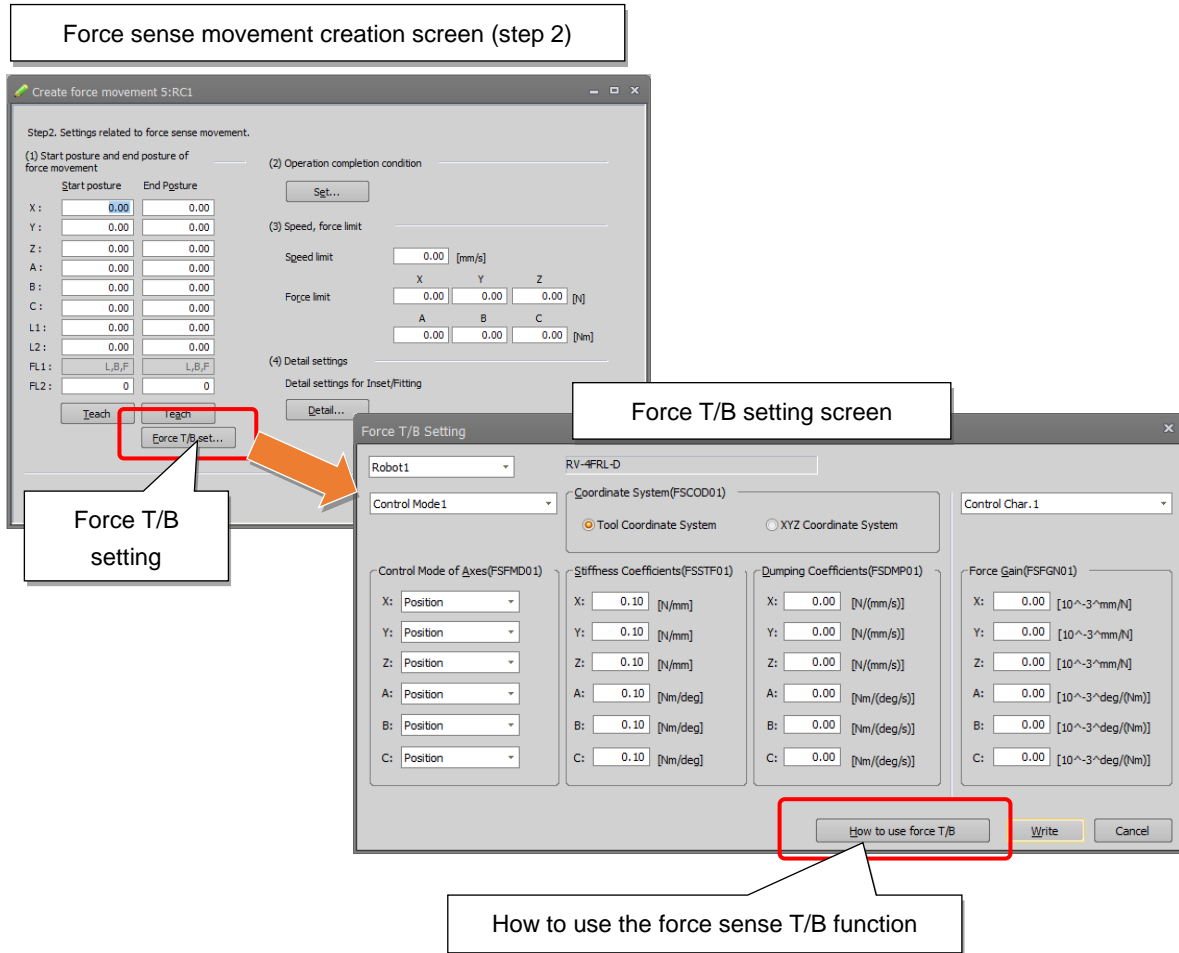 Force sense movement creation screen (step 2)
Create force movement 5:RC1
Step2. Settings related to force sense movement.
(1) Start posture and end posture of
force movement
Start posture End Posture
X : 0.00 0.00
Y : 0.00 0.00
Z : 0.00 0.00
A : 0.00 0.00
B : 0.00 0.00
C : 0.00 0.00
L1 : 0.00 0.00
L2 : 0.00 0.00
FL1 : L,B,F L,B,F
FL2 : 0 0
Teach Teach
Force T/B set...
(2) Operation completion condition
Set...
(3) Speed, force limit
Speed limit 0.00 [mm/s]
X Y Z
Force limit 0.00 0.00 0.00 [N]
A B C
0.00 0.00 0.00 [Nm]
(4) Detail settings
Detail settings for Inset/Fitting
Detail...
Force T/B
setting
Force T/B setting screen
Force T/B Setting
Robot1 RV-4FRL-D
Control Mode1
Coordinate System(FSCOD01)
Tool Coordinate System XYZ Coordinate System
Control Char.1
Control Mode of Axes(FSFMD01)
X: Position
Y: Position
Z: Position
A: Position
B: Position
C: Position
Stiffness Coefficients(FSSTF01)
X: 0.10 [N/mm]
Y: 0.10 [N/mm]
Z: 0.10 [N/mm]
A: 0.10 [Nm/deg]
B: 0.10 [Nm/deg]
C: 0.10 [Nm/deg]
Dumping Coefficients(FSDMP01)
X: 0.00 [N/(mm/s)]
Y: 0.00 [N/(mm/s)]
Z: 0.00 [N/(mm/s)]
A: 0.00 [Nm/(deg/s)]
B: 0.00 [Nm/(deg/s)]
C: 0.00 [Nm/(deg/s)]
Force Gain(FSFGN01)
X: 0.00 [10^-3^mm/N]
Y: 0.00 [10^-3^mm/N]
Z: 0.00 [10^-3^mm/N]
A: 0.00 [10^-3^deg/(Nm)]
B: 0.00 [10^-3^deg/(Nm)]
C: 0.00 [10^-3^deg/(Nm)]
How to use force T/B Write Cancel
How to use the force sense T/B function